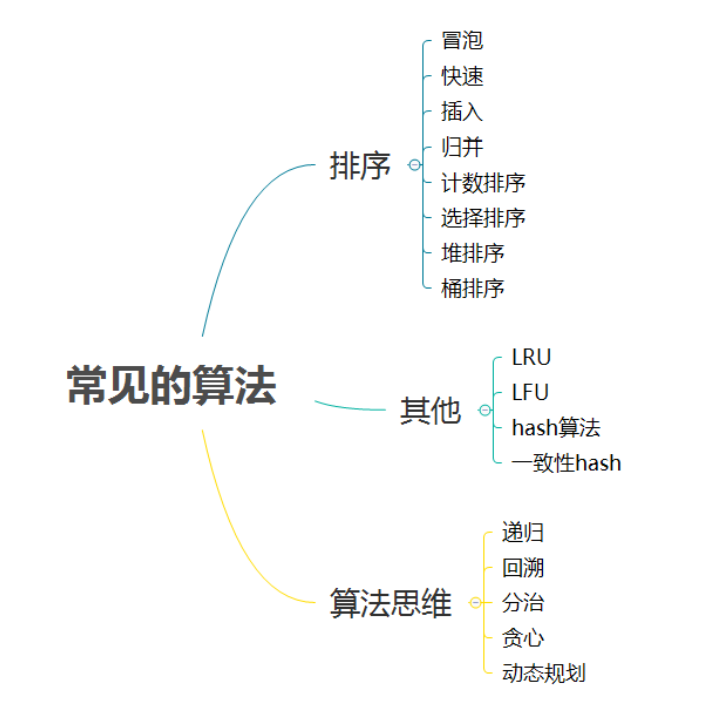 常见的算法
排序
冒泡
快速
插入
归并
计数排序
选择排序
堆排序
桶排序
其他
LRU
LFU
hash算法
一致性hash
算法思维
递归
回溯
分治
贪心
动态规划